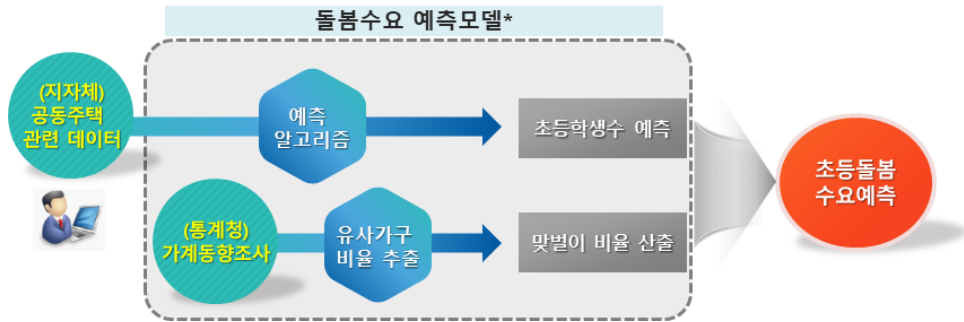 돌봄수요 예측모델*
(지자체)
공동주택
관련 데이터
예측
알고리즘
초등학생수 예측
(통계청)
가계동향조사
유사가구
비율 추출
맞벌이 비율 산출
초등돌봄
수요예측